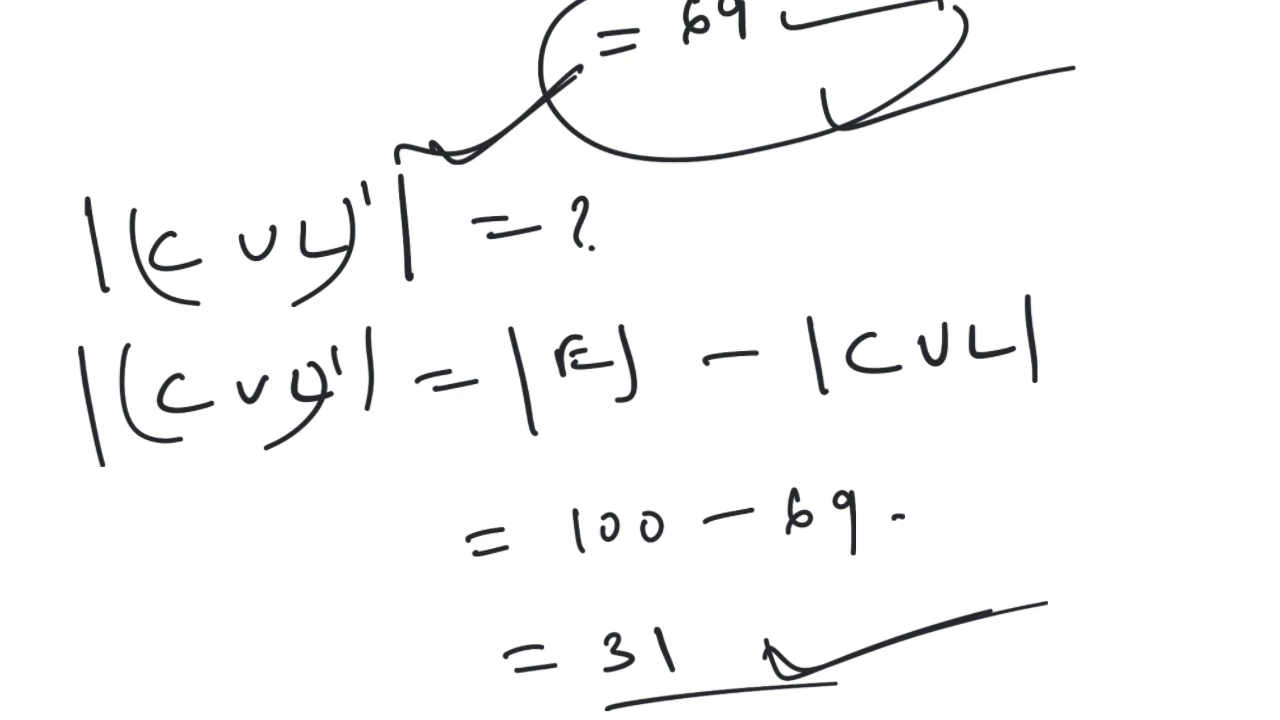 = 69
|(C ∪ L)'| = ?
|(C ∪ L)'| = |E| - |C ∪ L|
= 100 - 69.
= 31